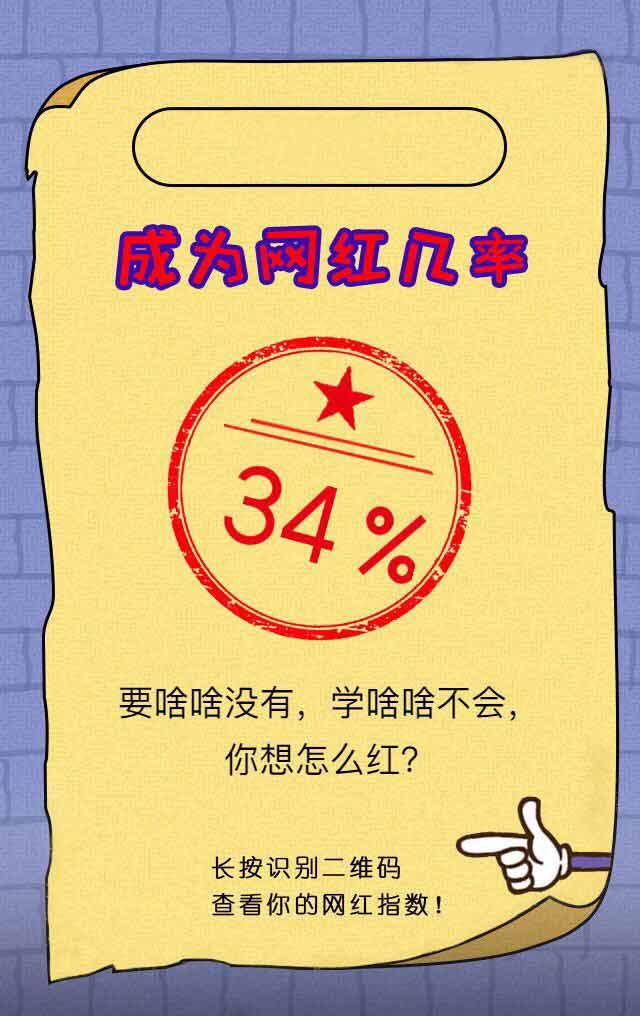 成为网红几率
34%
要啥啥没有，学啥啥不会，
你想怎么红？
长按识别二维码
查看你的网红指数！